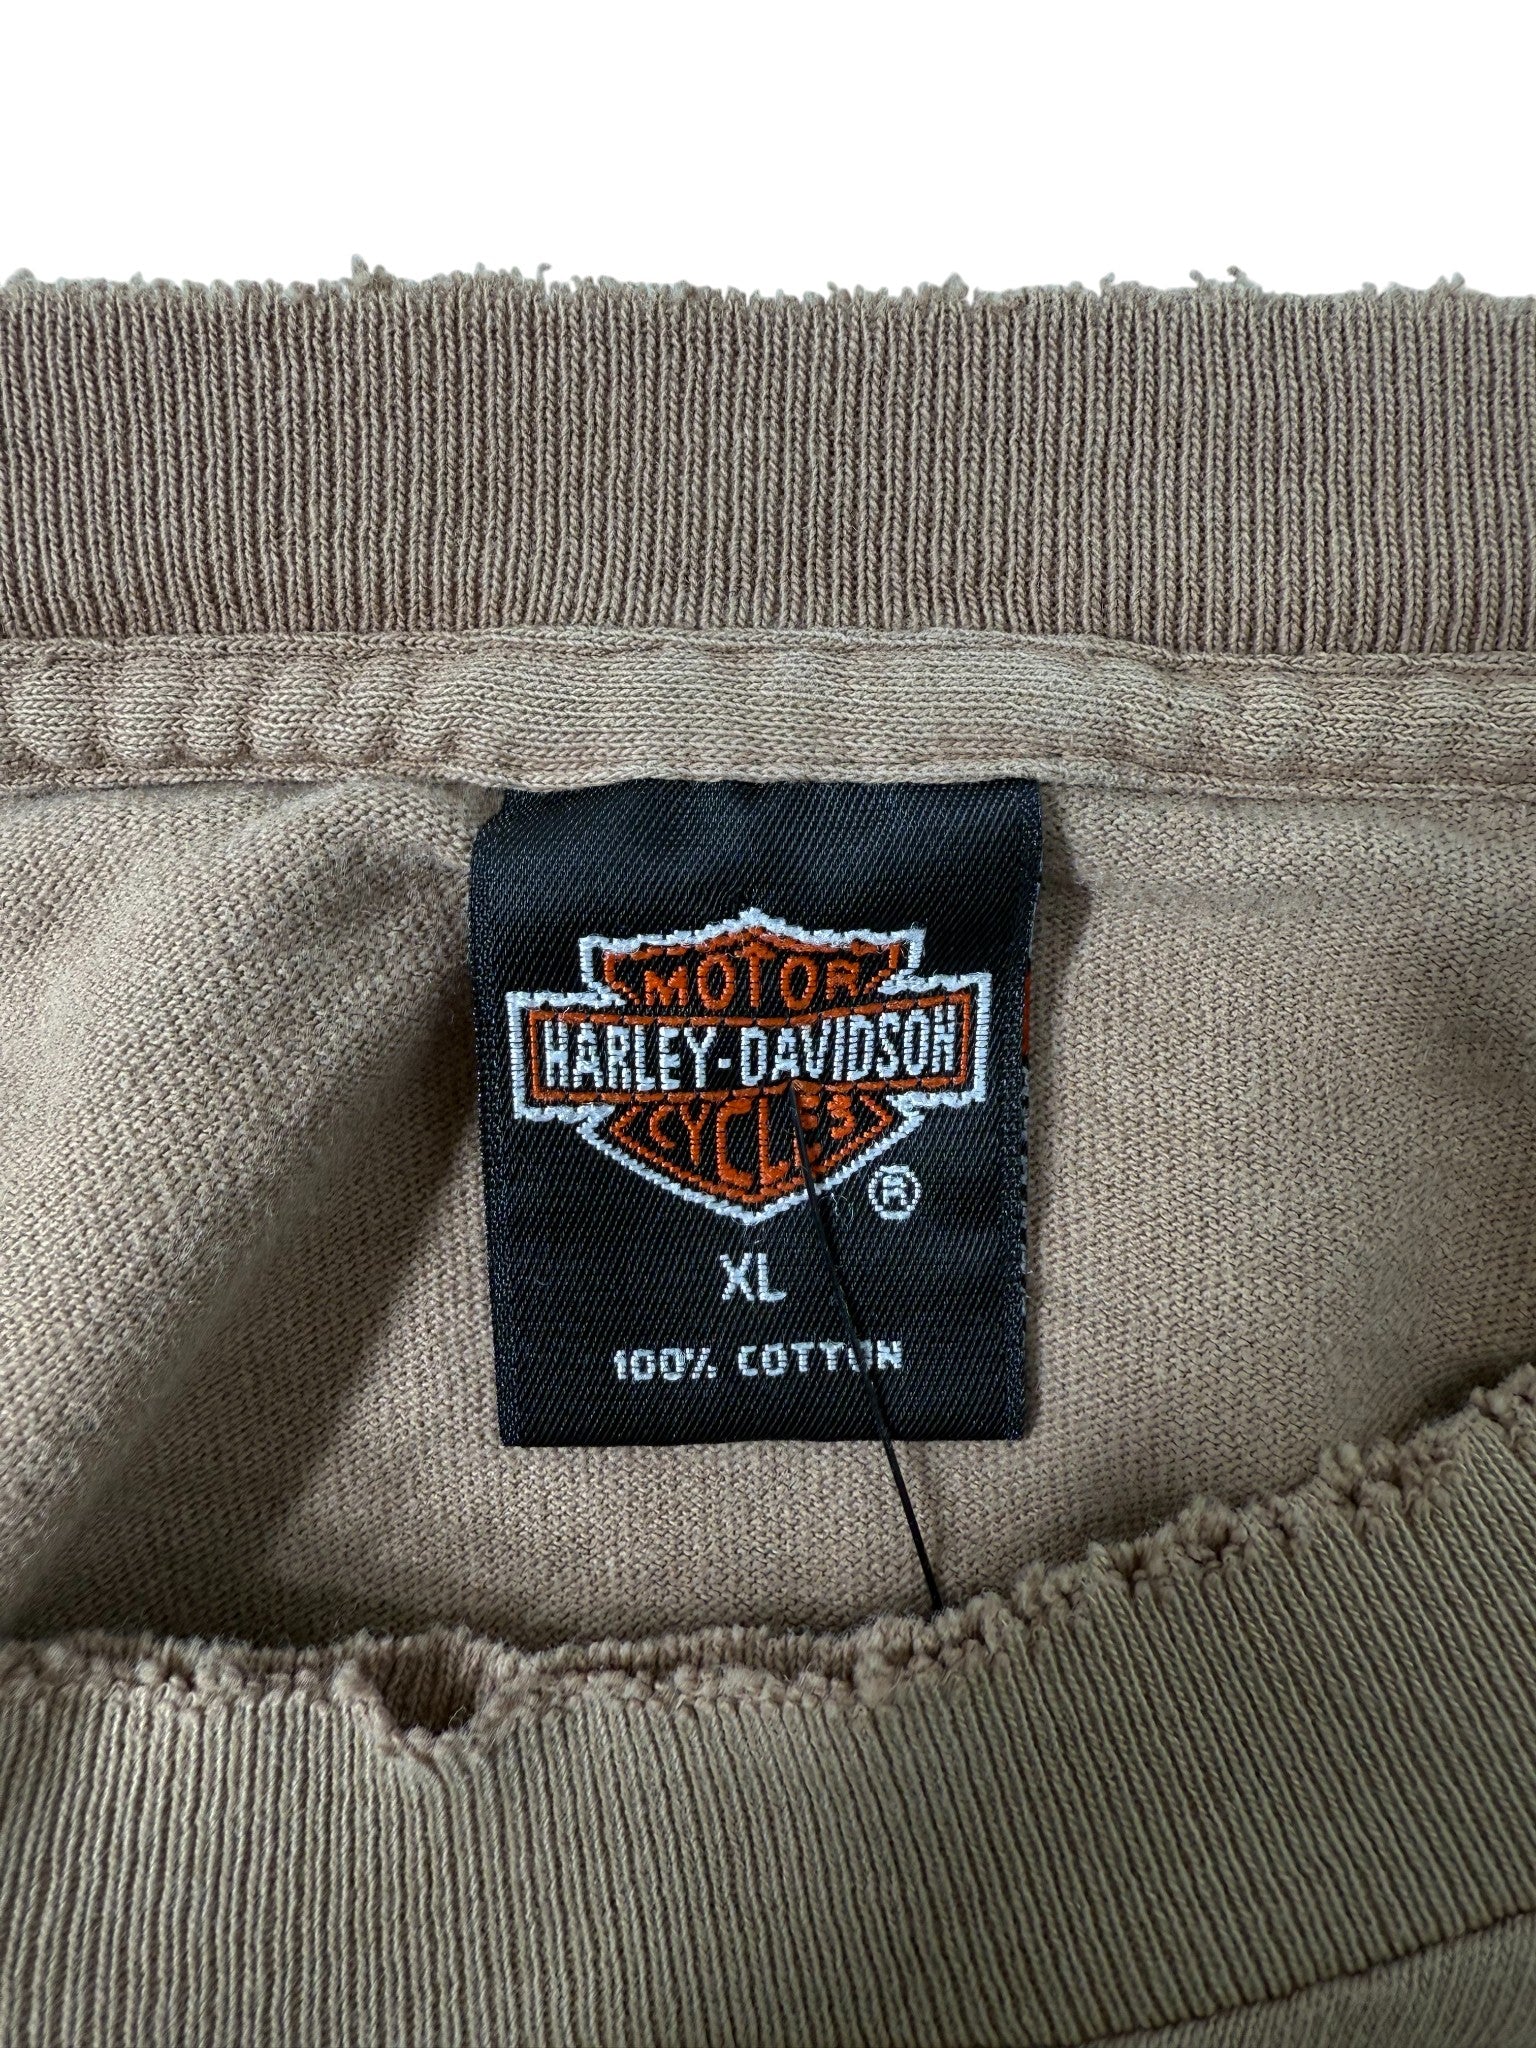 MOTOR
HARLEY-DAVIDSON
CYCLES
®
XL
100% COTTON